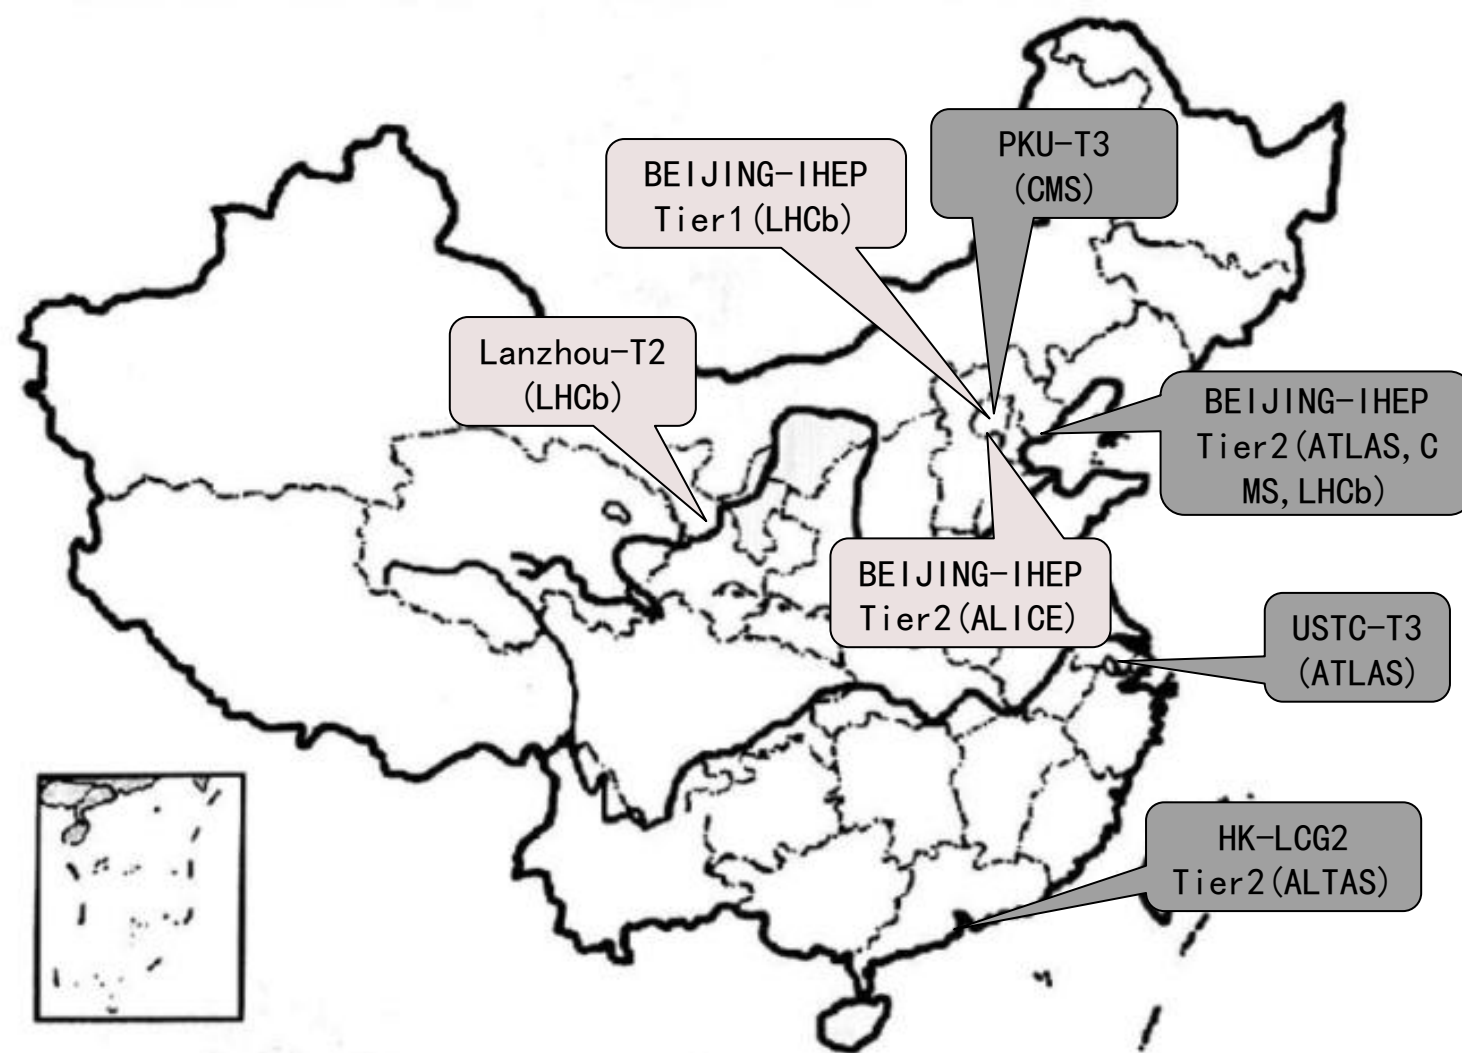 PKU-T3
(CMS)
BEIJING-IHEP
Tier1(LHCb)
Lanzhou-T2
(LHCb)
BEIJING-IHEP
Tier2(ATLAS,C
MS,LHCb)
BEIJING-IHEP
Tier2(ALICE)
USTC-T3
(ATLAS)
HK-LCG2
Tier2(ALTAS)